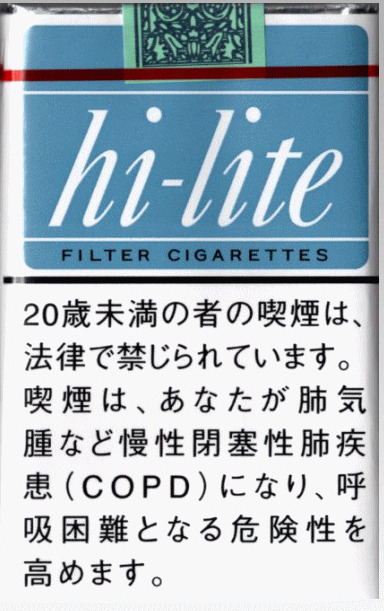 hi-lite
FILTER CIGARETTES
20歳未満の者の喫煙は、
法律で禁じられています。
喫煙は、あなたが肺気
腫など慢性閉塞性肺疾
患(COPD)になり、呼
吸困難となる危険性を
高めます。